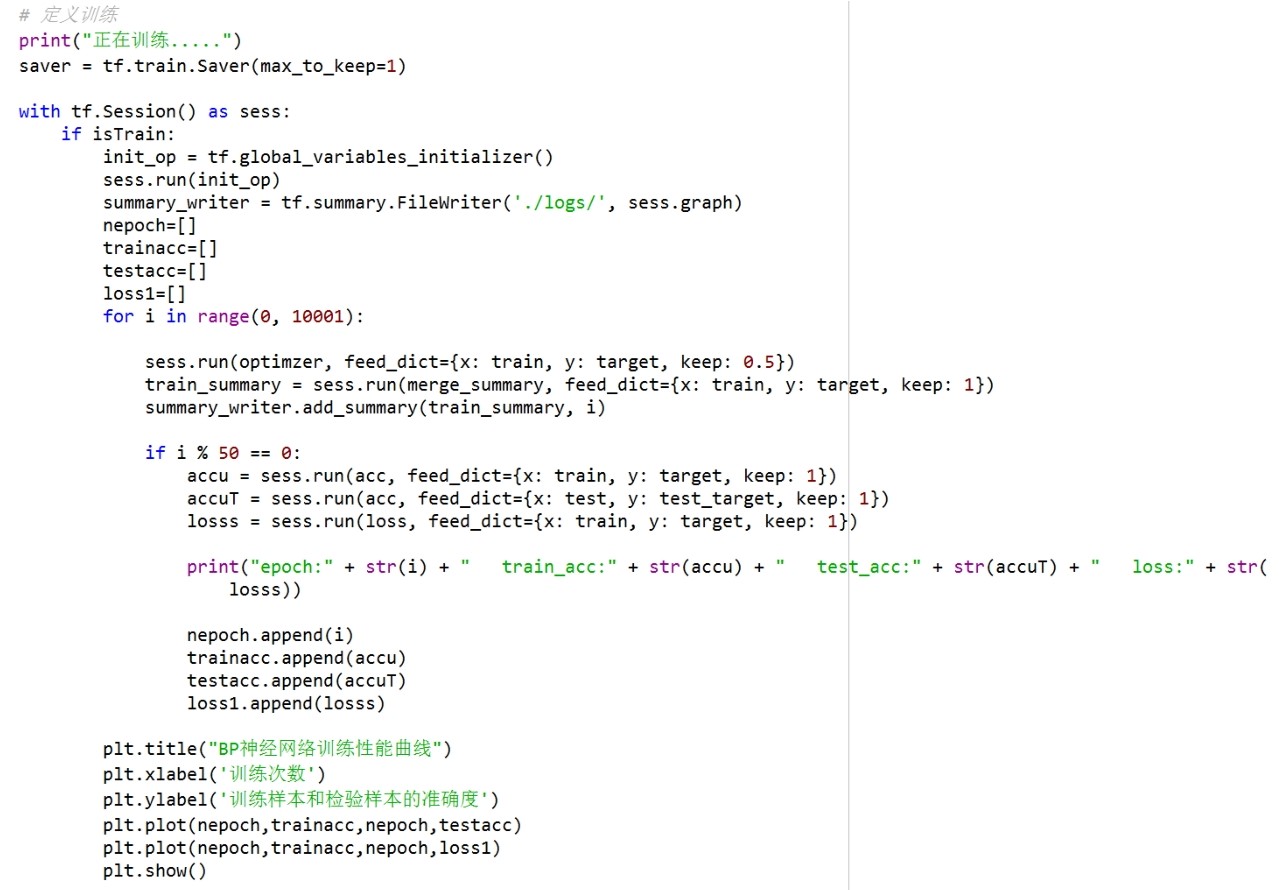 # 定义训练
print("正在训练.....")
saver = tf.train.Saver(max_to_keep=1)
with tf.Session() as sess:
    if isTrain:
        init_op = tf.global_variables_initializer()
        sess.run(init_op)
        summary_writer = tf.summary.FileWriter('./logs/', sess.graph)
        nepoch=[]
        trainacc=[]
        testacc=[]
        loss1=[]
        for i in range(0, 10001):
            sess.run(optimzer, feed_dict={x: train, y: target, keep: 0.5})
            train_summary = sess.run(merge_summary, feed_dict={x: train, y: target, keep: 1})
            summary_writer.add_summary(train_summary, i)
            if i % 50 == 0:
                accu = sess.run(acc, feed_dict={x: train, y: target, keep: 1})
                accuT = sess.run(acc, feed_dict={x: test, y: test_target, keep: 1})
                losss = sess.run(loss, feed_dict={x: train, y: target, keep: 1})
                print("epoch:" + str(i) + "   train_acc:" + str(accu) + "   test_acc:" + str(accuT) + "   loss:" + str(
                    losss))
                nepoch.append(i)
                trainacc.append(accu)
                testacc.append(accuT)
                loss1.append(losss)
        plt.title("BP神经网络训练性能曲线")
        plt.xlabel('训练次数')
        plt.ylabel('训练样本和检验样本的准确度')
        plt.plot(nepoch,trainacc,nepoch,testacc)
        plt.plot(nepoch,trainacc,nepoch,loss1)
        plt.show()